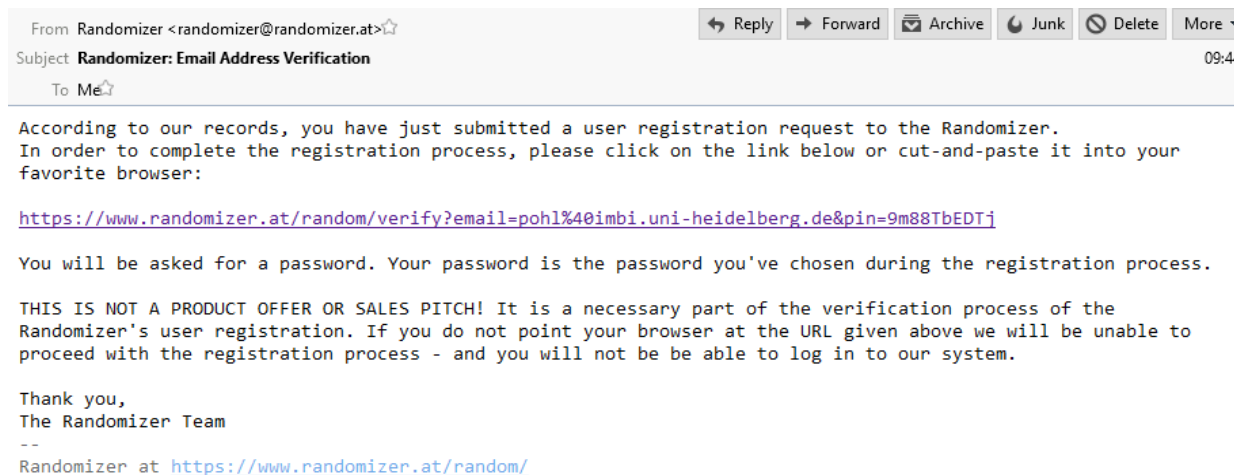 From Randomizer <randomizer@randomizer.at>
Reply Forward Archive Junk Delete More
Subject Randomizer: Email Address Verification
09:4
To Me
According to our records, you have just submitted a user registration request to the Randomizer.
In order to complete the registration process, please click on the link below or cut-and-paste it into your
favorite browser:
https://www.randomizer.at/random/verify?email=pohl%40imbi.uni-heidelberg.de&pin=9m88TbEDTj
You will be asked for a password. Your password is the password you've chosen during the registration process.
THIS IS NOT A PRODUCT OFFER OR SALES PITCH! It is a necessary part of the verification process of the
Randomizer's user registration. If you do not point your browser at the URL given above we will be unable to
proceed with the registration process - and you will not be be able to log in to our system.
Thank you,
The Randomizer Team
--
Randomizer at https://www.randomizer.at/random/